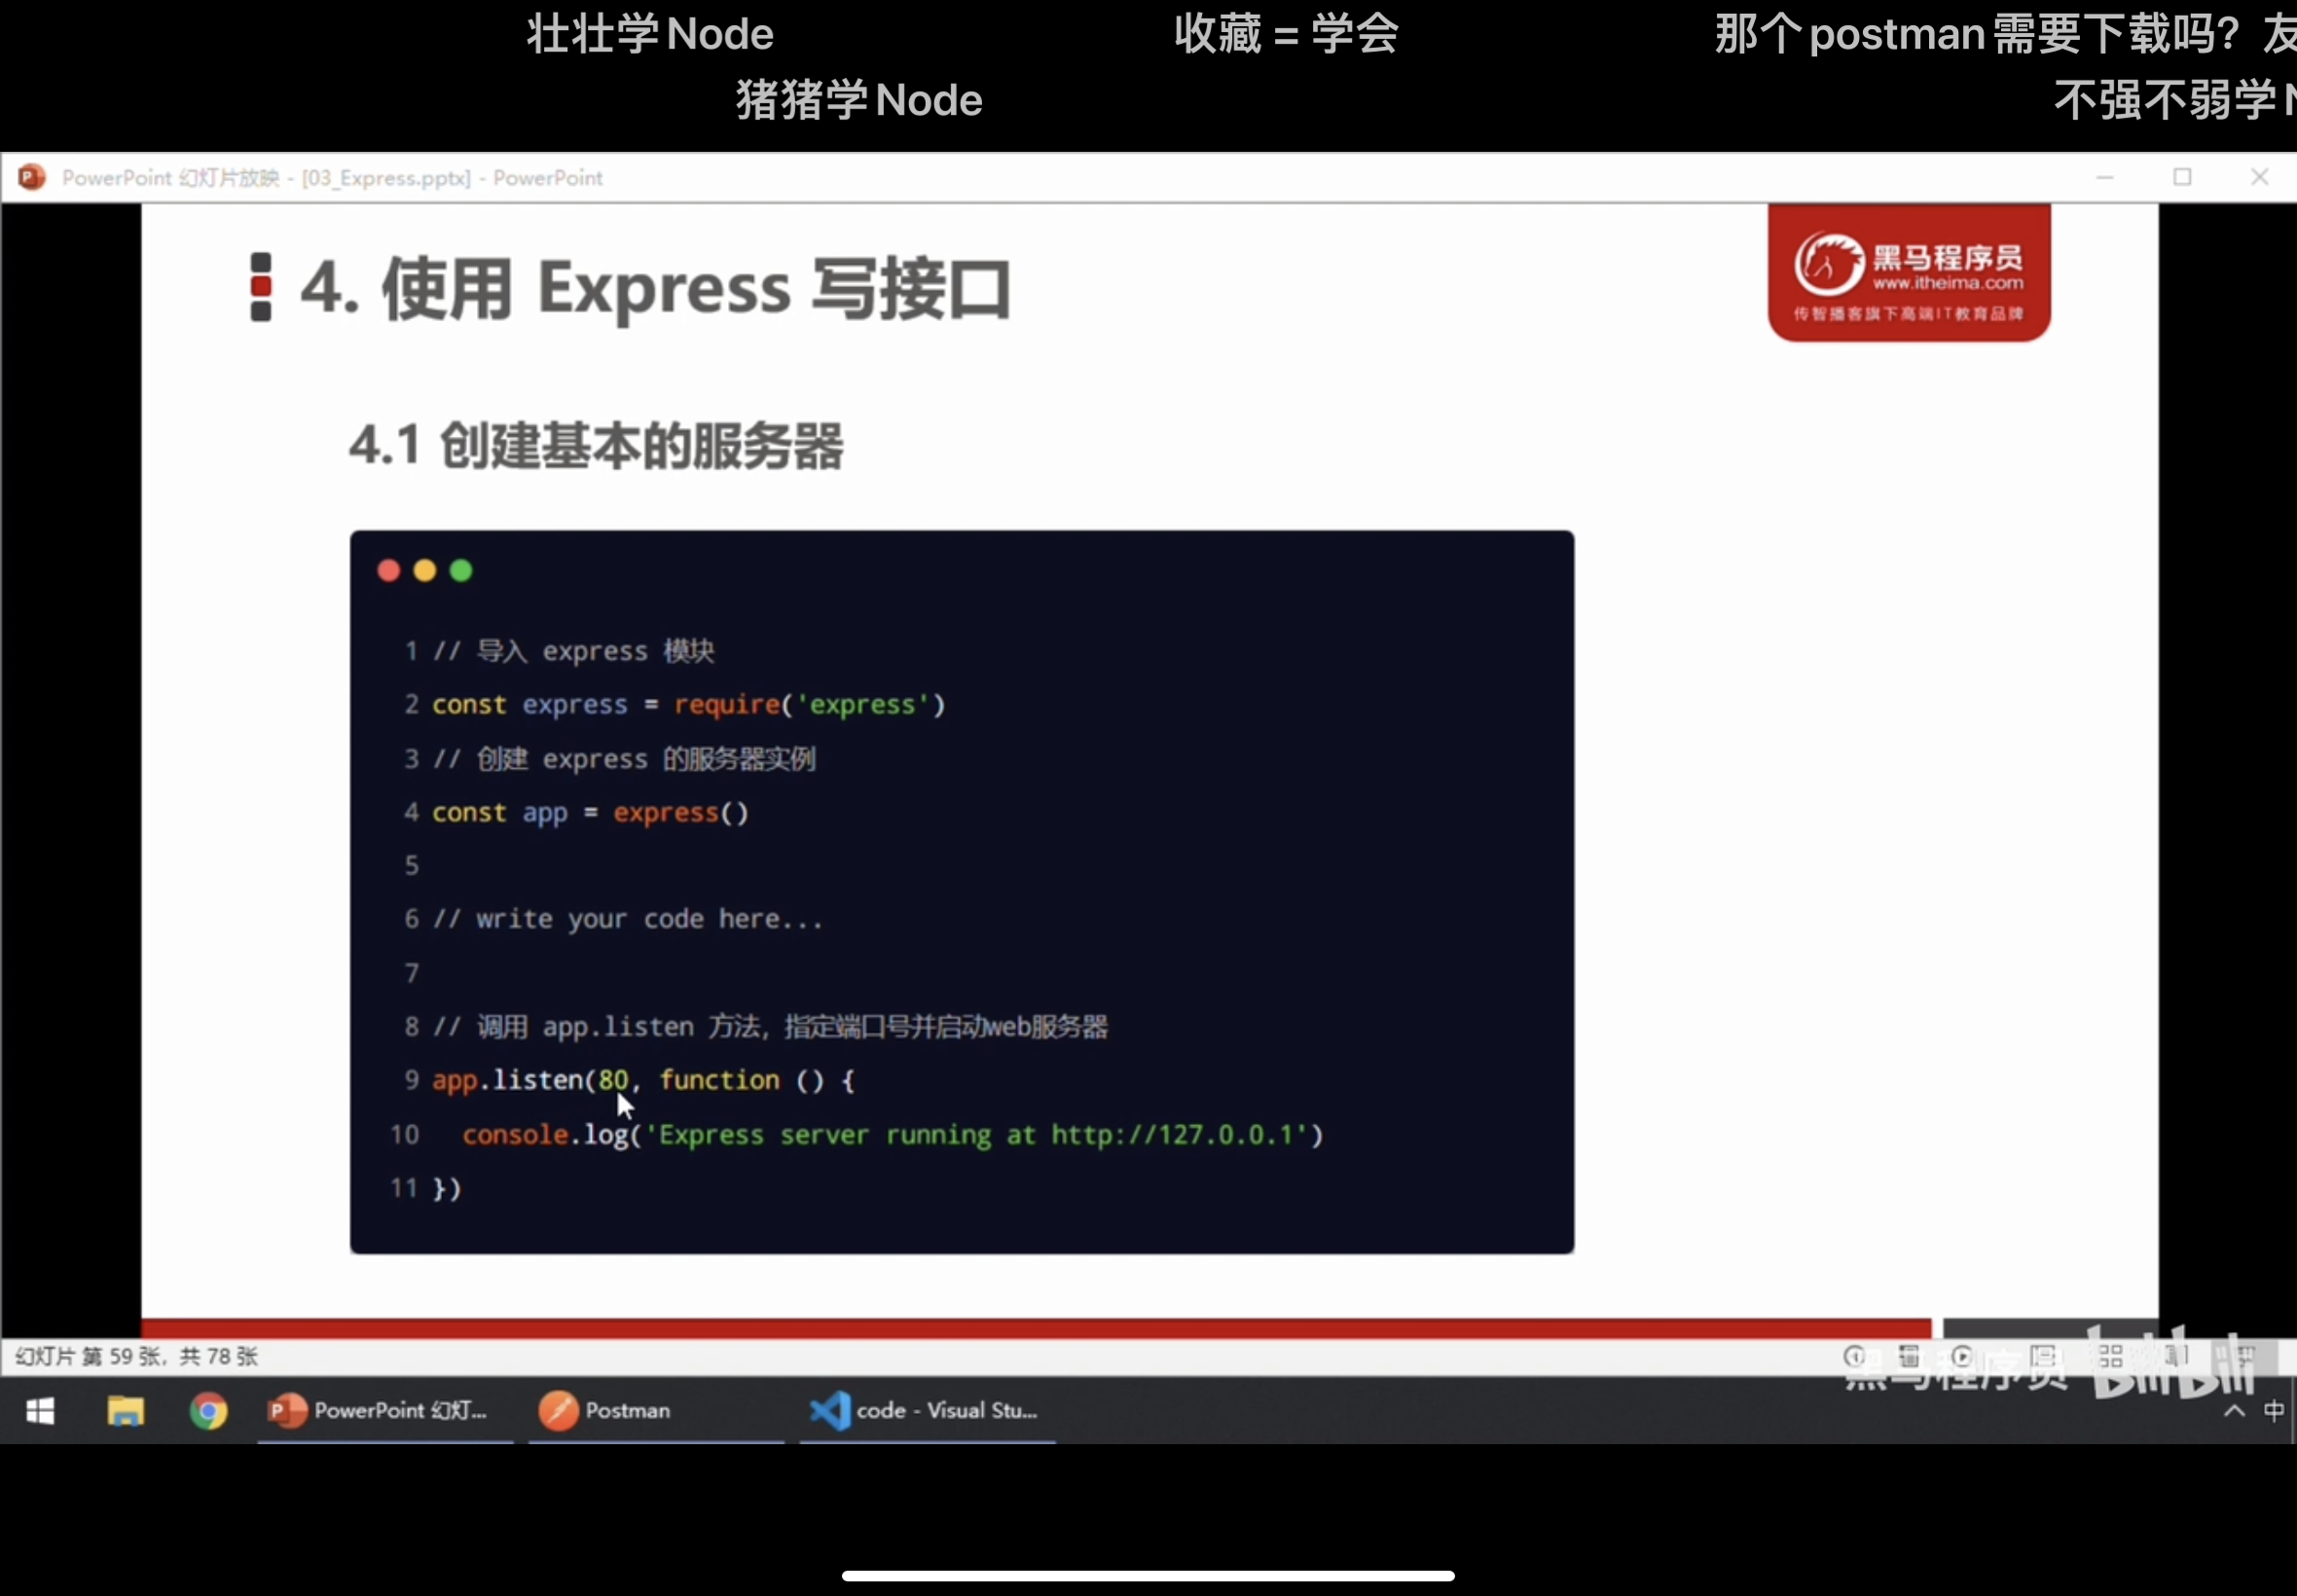 壮壮学Node
收藏 = 学会
那个postman需要下载吗？友
猪猪学Node
不强不弱学N
PowerPoint 幻灯片放映 - [03_Express.pptx] - PowerPoint
4. 使用 Express 写接口
黑马程序员
www.itheima.com
传智播客旗下高端IT教育品牌
4.1 创建基本的服务器
1 // 导入 express 模块
2 const express = require('express')
3 // 创建 express 的服务器实例
4 const app = express()
5
6 // write your code here...
7
8 // 调用 app.listen 方法，指定端口号并启动web服务器
9 app.listen(80, function () {
10 console.log('Express server running at http://127.0.0.1')
11 })
幻灯片 第 59 张，共 78 张
黑马程序员 bilibili
PowerPoint 幻灯...
Postman
code - Visual Stu...
中